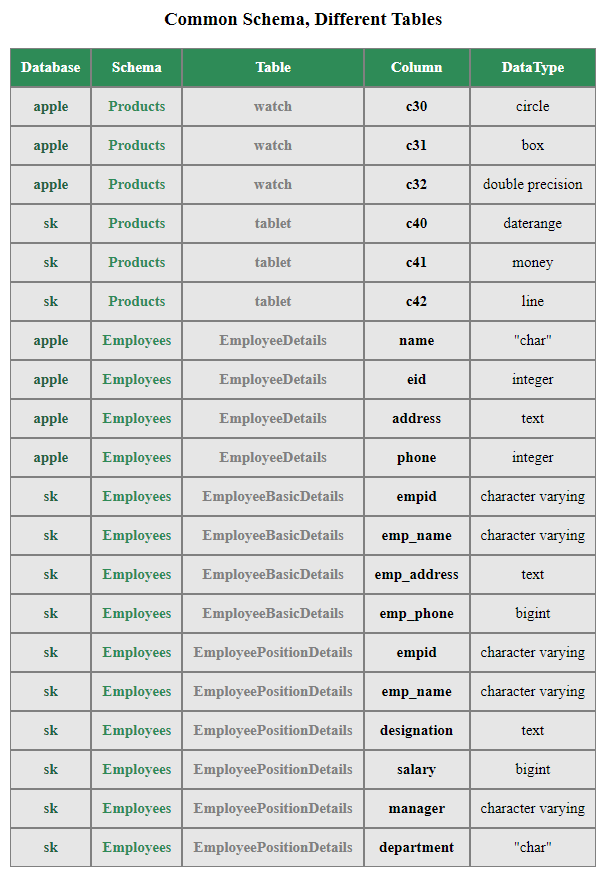 Common Schema, Different Tables
Database Schema Table Column DataType
apple Products watch c30 circle
apple Products watch c31 box
apple Products watch c32 double precision
sk Products tablet c40 daterange
sk Products tablet c41 money
sk Products tablet c42 line
apple Employees EmployeeDetails name "char"
apple Employees EmployeeDetails eid integer
apple Employees EmployeeDetails address text
apple Employees EmployeeDetails phone integer
sk Employees EmployeeBasicDetails empid character varying
sk Employees EmployeeBasicDetails emp_name character varying
sk Employees EmployeeBasicDetails emp_address text
sk Employees EmployeeBasicDetails emp_phone bigint
sk Employees EmployeePositionDetails empid character varying
sk Employees EmployeePositionDetails emp_name character varying
sk Employees EmployeePositionDetails designation text
sk Employees EmployeePositionDetails salary bigint
sk Employees EmployeePositionDetails manager character varying
sk Employees EmployeePositionDetails department "char"